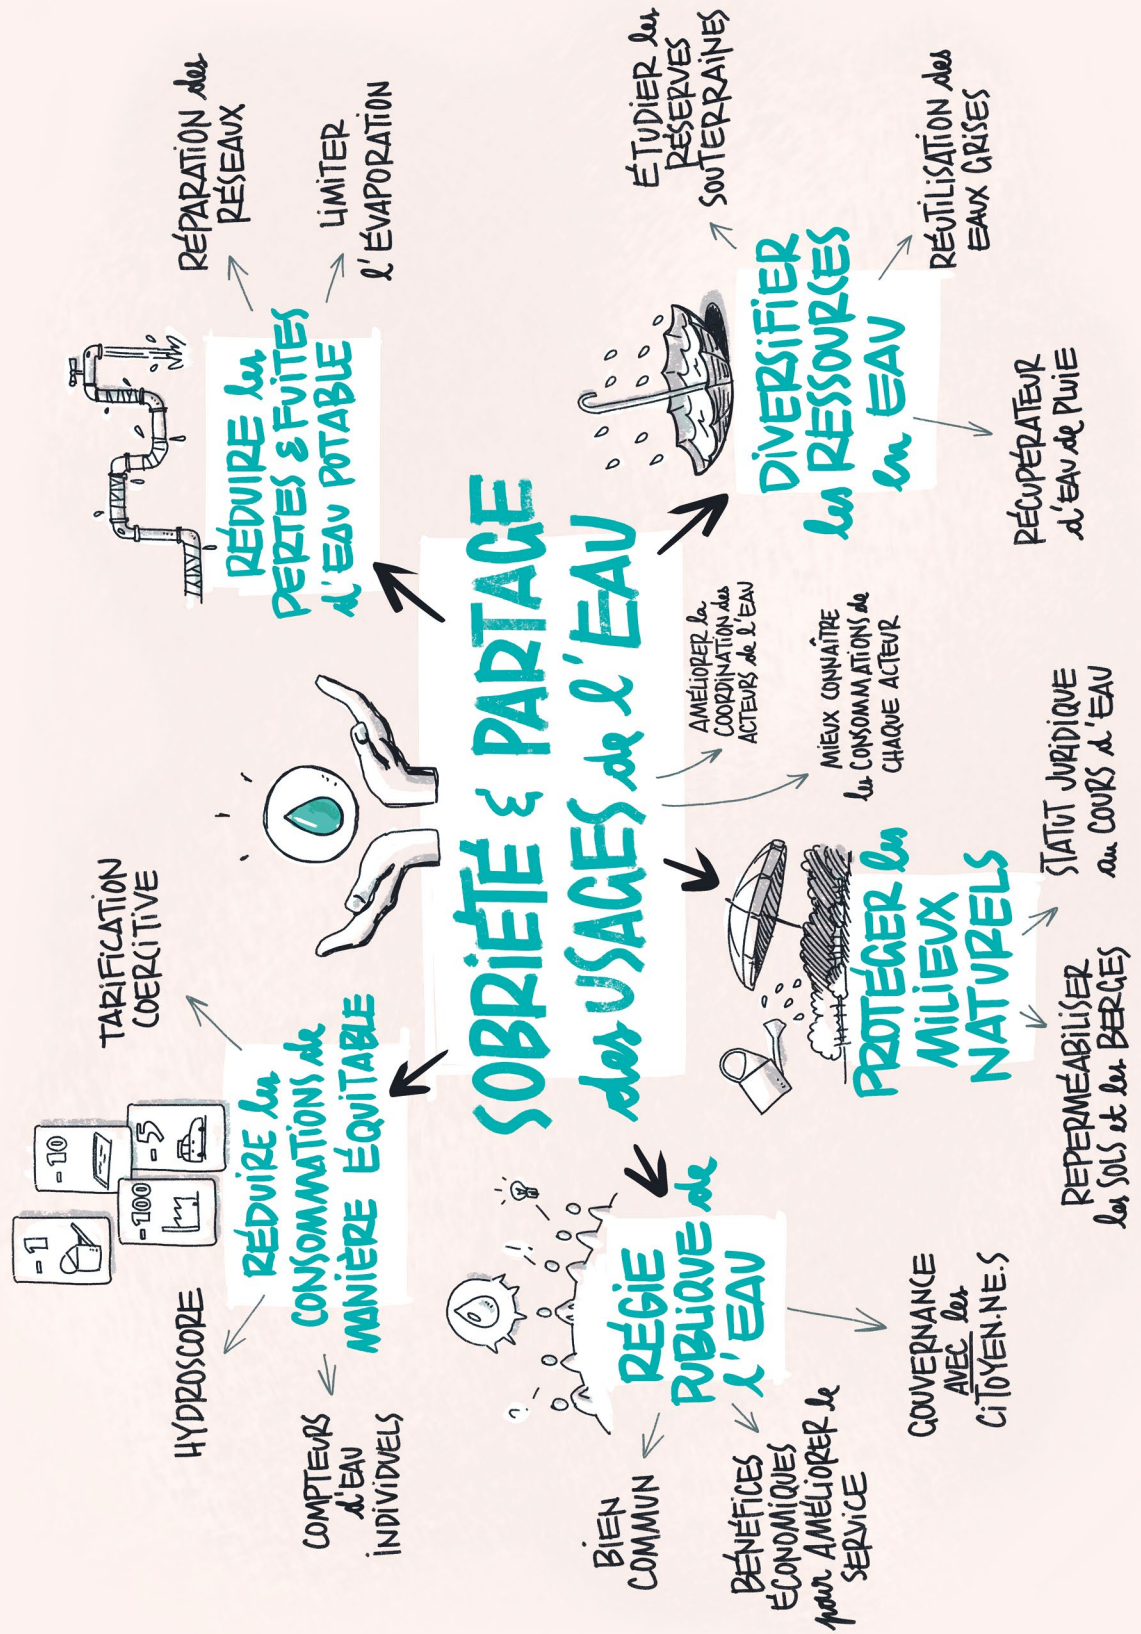 SOBRIÉTÉ & PARTAGE
des USAGES de l'EAU
RÉDUIRE les
CONSOMMATIONS de
MANIÈRE ÉQUITABLE
-1
-10
-100
-5
HYDROSCORE
TARIFICATION
COERCITIVE
COMPTEURS
d'EAU
INDIVIDUELS
RÉDUIRE les
PERTES & FUITES
d'EAU POTABLE
RÉPARATION des
RÉSEAUX
LIMITER
l'ÉVAPORATION
RÉGIE
PUBLIQUE de
l'EAU
BIEN
COMMUN
BÉNÉFICES
ÉCONOMIQUES
pour AMÉLIORER le
SERVICE
GOUVERNANCE
AVEC les
CITOYEN.NE.S
PROTÉGER les
MILIEUX
NATURELS
REPERMÉABILISER
les SOLS et les BERGES
STATUT JURIDIQUE
au COURS d'EAU
AMÉLIORER la
COORDINATION des
ACTEURS de l'EAU
MIEUX CONNAÎTRE
les CONSOMMATIONS de
CHAQUE ACTEUR
DIVERSIFIER
les RESSOURCES
en EAU
ÉTUDIER les
RÉSERVES
SOUTERRAINES
RÉUTILISATION des
EAUX GRISES
RÉCUPÉRATEUR
d'EAU de PLUIE